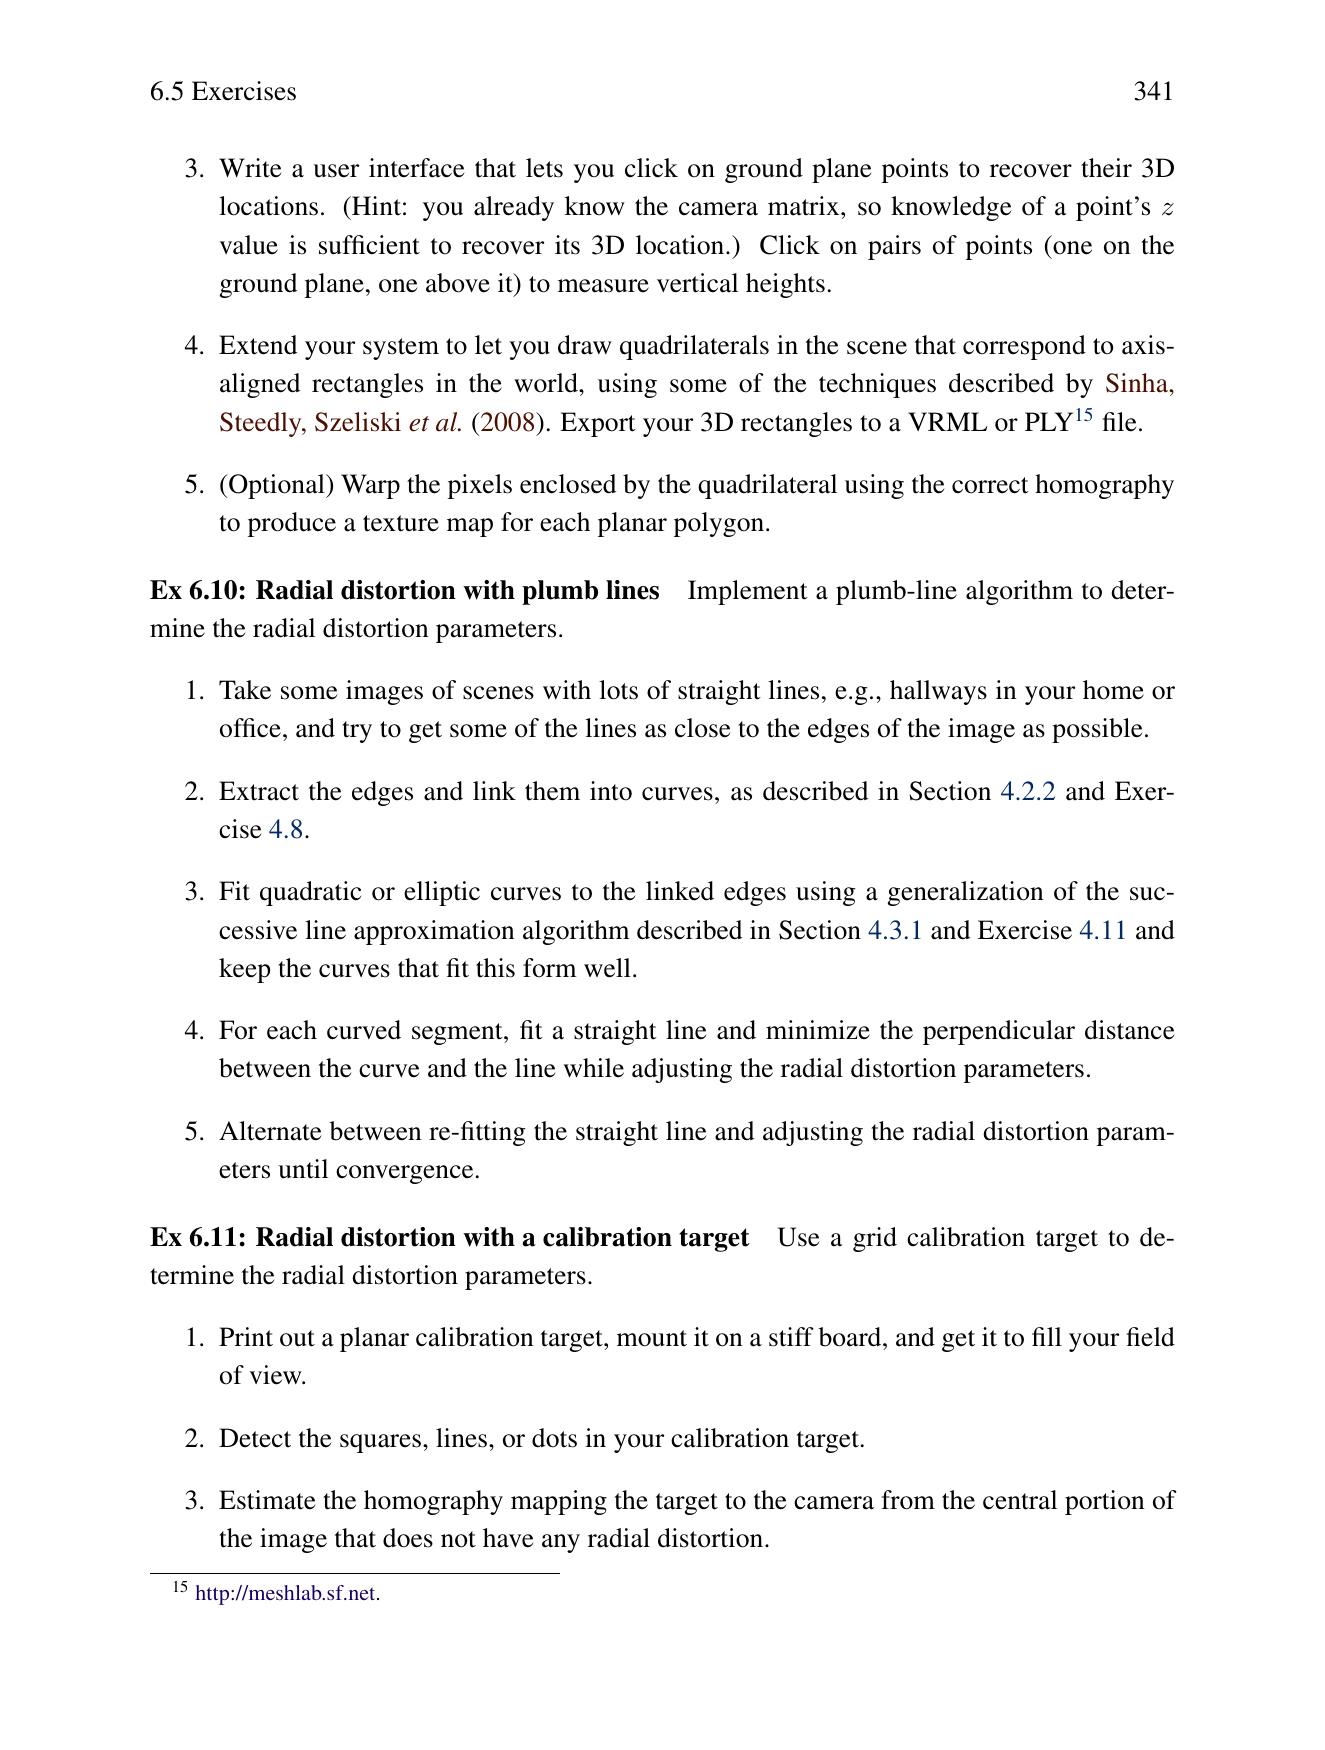 6.5 Exercises 341
3. Write a user interface that lets you click on ground plane points to recover their 3D
locations. (Hint: you already know the camera matrix, so knowledge of a point’s z
value is sufficient to recover its 3D location.) Click on pairs of points (one on the
ground plane, one above it) to measure vertical heights.
4. Extend your system to let you draw quadrilaterals in the scene that correspond to axis-
aligned rectangles in the world, using some of the techniques described by Sinha,
Steedly, Szeliski et al. (2008). Export your 3D rectangles to a VRML or PLY15 file.
5. (Optional) Warp the pixels enclosed by the quadrilateral using the correct homography
to produce a texture map for each planar polygon.
Ex 6.10: Radial distortion with plumb lines Implement a plumb-line algorithm to deter-
mine the radial distortion parameters.
1. Take some images of scenes with lots of straight lines, e.g., hallways in your home or
office, and try to get some of the lines as close to the edges of the image as possible.
2. Extract the edges and link them into curves, as described in Section 4.2.2 and Exer-
cise 4.8.
3. Fit quadratic or elliptic curves to the linked edges using a generalization of the suc-
cessive line approximation algorithm described in Section 4.3.1 and Exercise 4.11 and
keep the curves that fit this form well.
4. For each curved segment, fit a straight line and minimize the perpendicular distance
between the curve and the line while adjusting the radial distortion parameters.
5. Alternate between re-fitting the straight line and adjusting the radial distortion param-
eters until convergence.
Ex 6.11: Radial distortion with a calibration target Use a grid calibration target to de-
termine the radial distortion parameters.
1. Print out a planar calibration target, mount it on a stiff board, and get it to fill your field
of view.
2. Detect the squares, lines, or dots in your calibration target.
3. Estimate the homography mapping the target to the camera from the central portion of
the image that does not have any radial distortion.
15 http://meshlab.sf.net.